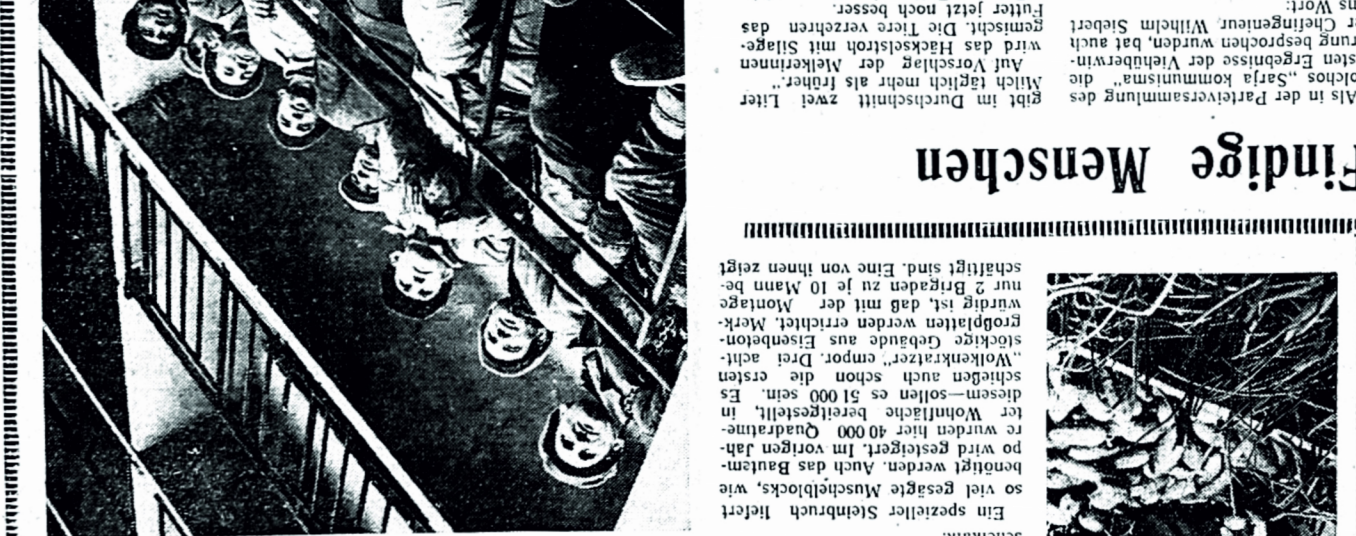 Ein spezieller Steinbruch liefert
so viel gesägte Muschelblocks, wie
benötigt werden. Auch das Bautem-
po wird gesteigert. Im vorigen Jah-
re wurden hier 40 000 Quadratme-
ter Wohnfläche bereitgestellt, in
diesem—sollen es 51 000 sein. Es
schießen auch schon die ersten
„Wolkenkratzer“ empor. Drei acht-
stöckige Gebäude aus Eisenbeton-
großplatten werden errichtet. Merk-
würdig ist, daß mit der Montage
nur 2 Brigaden zu je 10 Mann be-
schäftigt sind. Eine von ihnen zeigt
Findige Menschen
Als in der Parteiversammlung des
olchos „Sarja kommunisma“ die
sten Ergebnisse der Viehüberwin-
rung besprochen wurden, bat auch
er Chefingenieur, Wilhelm Siebert
ns Wort:
gibt im Durchschnitt zwei Liter
Milch täglich mehr als früher.“
Auf Vorschlag der Melkerinnen
wird das Häckselstroh mit Silage-
gemischt. Die Tiere verzehren das
Futter jetzt noch besser.